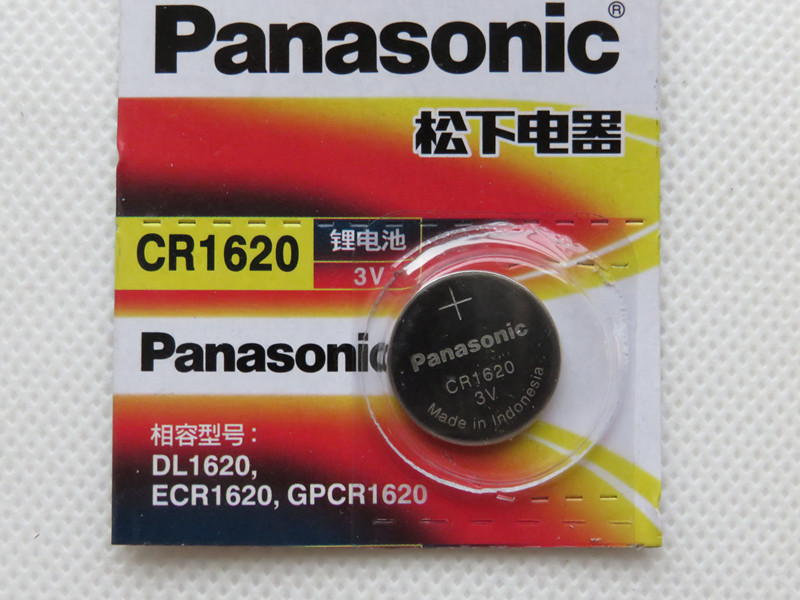 Panasonic®
松下电器
CR1620
锂电池
3V
Panasonic
+
Panasonic
CR1620
3V
Made in Indonesia
相容型号：
DL1620,
ECR1620, GPCR1620